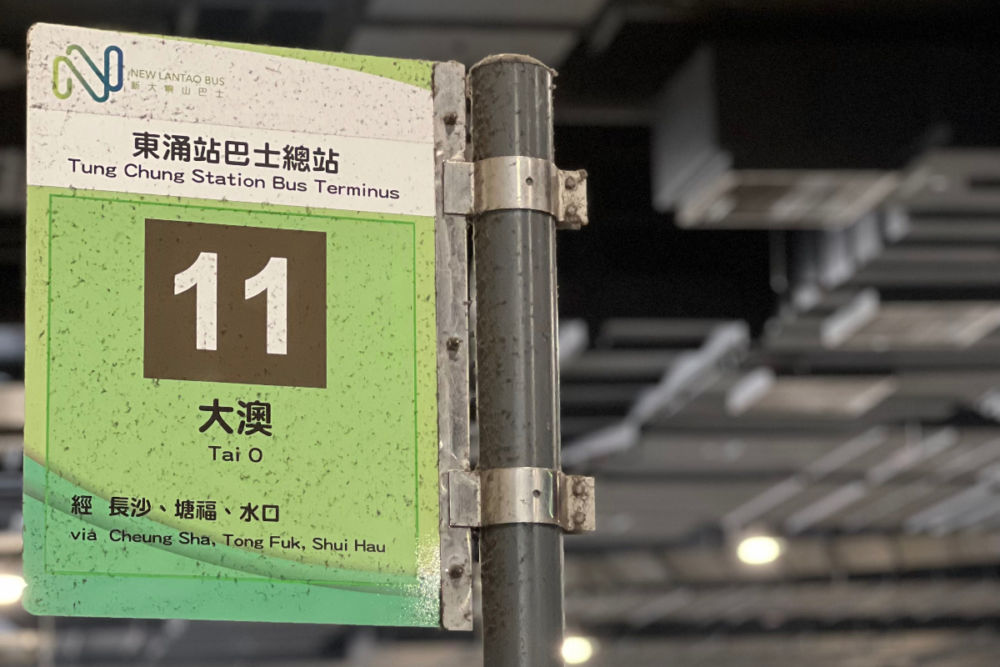 NEW LANTAO BUS
新大嶼山巴士
東涌站巴士總站
Tung Chung Station Bus Terminus
11
大澳
Tai O
經 長沙、塘福、水口
via Cheung Sha, Tong Fuk, Shui Hau